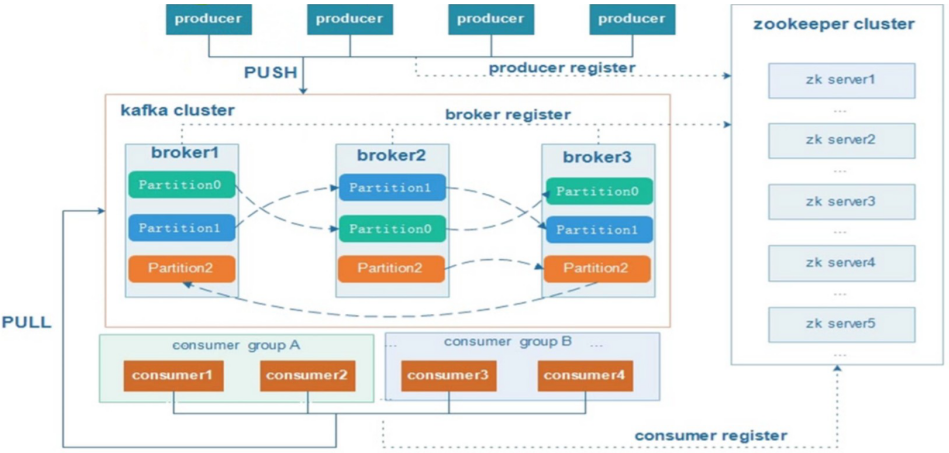 producer producer producer producer
zookeeper cluster
PUSH
producer register
zk server1
...
kafka cluster
broker register
zk server2
...
broker1
broker2
broker3
Partition0
Partition1
Partition0
Partition1
Partition0
Partition1
Partition2
Partition2
Partition2
zk server3
...
zk server4
...
zk server5
...
PULL
consumer group A
...
consumer group B
...
consumer1
consumer2
consumer3
consumer4
...
consumer register